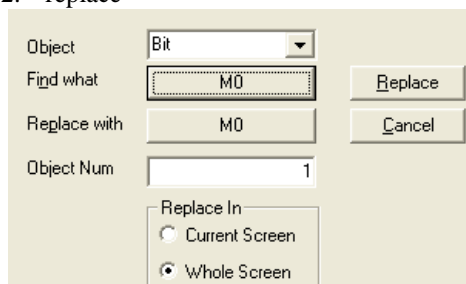 2. replace
Object Bit
Find what M0 Replace
Replace with M0 Cancel
Object Num 1
Replace In
Current Screen
Whole Screen